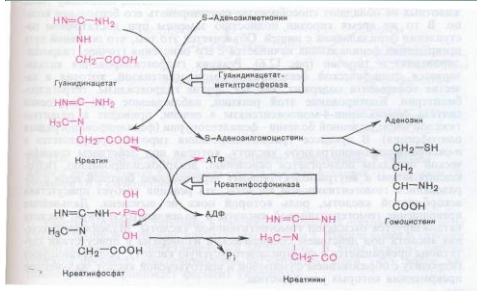 HN=C—NH₂
S-Аденозилметионин
NH
CH₂—COOH
Гуанидинацетат
Гуанидинацетат-
метилтрансфераза
HN=C—NH₂
H₃C—N
CH₂—COOH
Креатин
S-Аденозилгомоцистеин
Аденозин
АТФ
CH₂—SH
CH₂
CH—NH₂
COOH
Гомоцистеин
Креатинфосфокиназа
АДФ
HN=C—NH~P=O
OH
OH
H₃C—N
CH₂—COOH
Креатинфосфат
Pi
HN=C—NH
H₃C—N
CH₂—CO
Креатинин